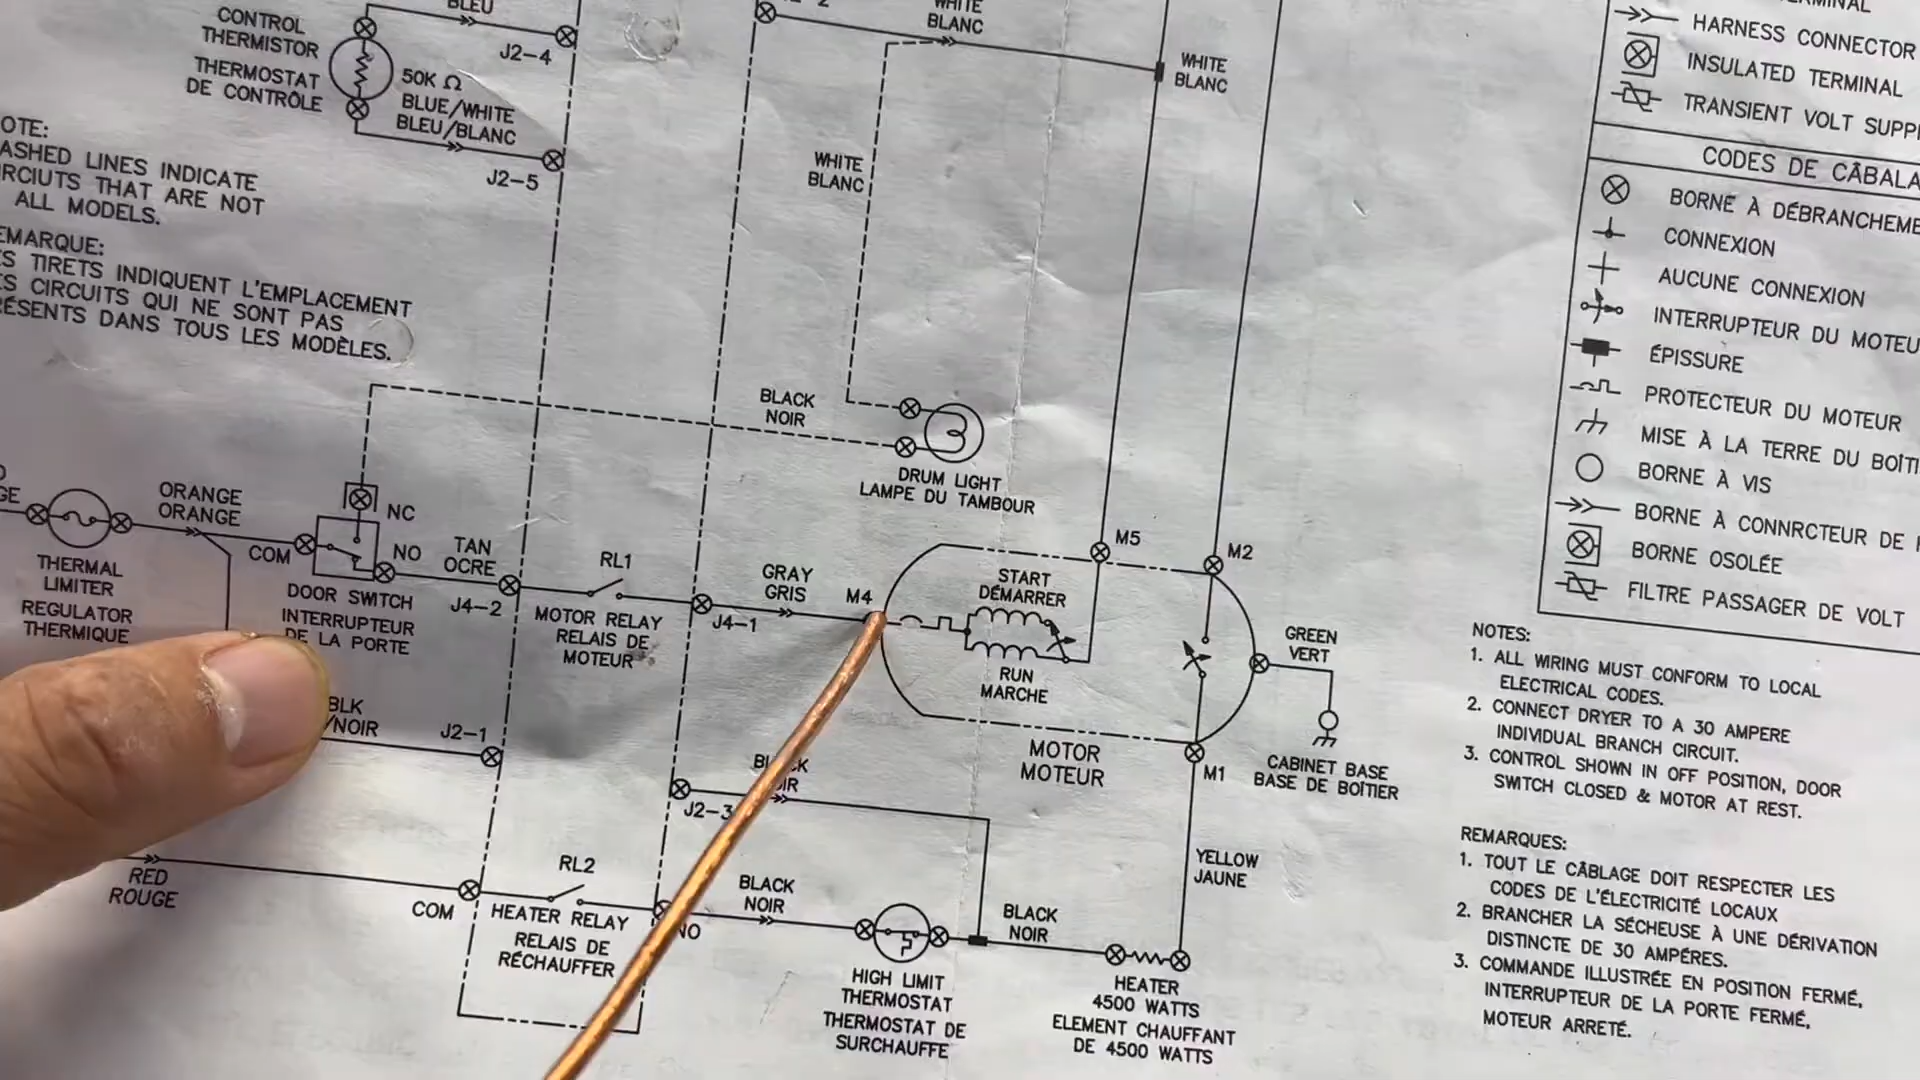 BLEU
CONTROL
THERMISTOR
THERMOSTAT
DE CONTRÔLE
J2-4
50K Ω
BLUE/WHITE
BLEU/BLANC
J2-5
OTE:
ASHED LINES INDICATE
RCIUTS THAT ARE NOT
ALL MODELS.
EMARQUE:
ES TIRETS INDIQUENT L'EMPLACEMENT
ES CIRCUITS QUI NE SONT PAS
RÉSENTS DANS TOUS LES MODÈLES.
WHITE
BLANC
WHITE
BLANC
WHITE
BLANC
BLACK
NOIR
DRUM LIGHT
LAMPE DU TAMBOUR
GE
ORANGE
ORANGE
THERMAL
LIMITER
REGULATOR
THERMIQUE
NC
COM
NO
DOOR SWITCH
INTERRUPTEUR
DE LA PORTE
TAN
OCRE
J4-2
RL1
MOTOR RELAY
RELAIS DE
MOTEUR
J4-1
GRAY
GRIS
M4
START
DÉMARRER
RUN
MARCHE
M5
M2
MOTOR
MOTEUR
M1
GREEN
VERT
CABINET BASE
BASE DE BOÎTIER
BLK
/NOIR
J2-1
J2-3
RED
ROUGE
COM
RL2
HEATER RELAY
RELAIS DE
RÉCHAUFFER
NO
BLACK
NOIR
HIGH LIMIT
THERMOSTAT
THERMOSTAT DE
SURCHAUFFE
BLACK
NOIR
YELLOW
JAUNE
HEATER
4500 WATTS
ELEMENT CHAUFFANT
DE 4500 WATTS
HARNESS CONNECTOR
INSULATED TERMINAL
TRANSIENT VOLT SUPP
CODES DE CÂBALA
BORNE À DÉBRANCHEME
CONNEXION
AUCUNE CONNEXION
INTERRUPTEUR DU MOTEU
ÉPISSURE
PROTECTEUR DU MOTEUR
MISE À LA TERRE DU BOÎTI
BORNE À VIS
BORNE À CONNRCTEUR DE
BORNE OSOLÉE
FILTRE PASSAGER DE VOLT
NOTES:
1. ALL WIRING MUST CONFORM TO LOCAL
ELECTRICAL CODES.
2. CONNECT DRYER TO A 30 AMPERE
INDIVIDUAL BRANCH CIRCUIT.
3. CONTROL SHOWN IN OFF POSITION, DOOR
SWITCH CLOSED & MOTOR AT REST.
REMARQUES:
1. TOUT LE CÂBLAGE DOIT RESPECTER LES
CODES DE L'ÉLECTRICITÉ LOCAUX
2. BRANCHER LA SÉCHEUSE À UNE DÉRIVATION
DISTINCTE DE 30 AMPÉRES.
3. COMMANDE ILLUSTRÉE EN POSITION FERMÉ,
INTERRUPTEUR DE LA PORTE FERMÉ,
MOTEUR ARRETÉ.